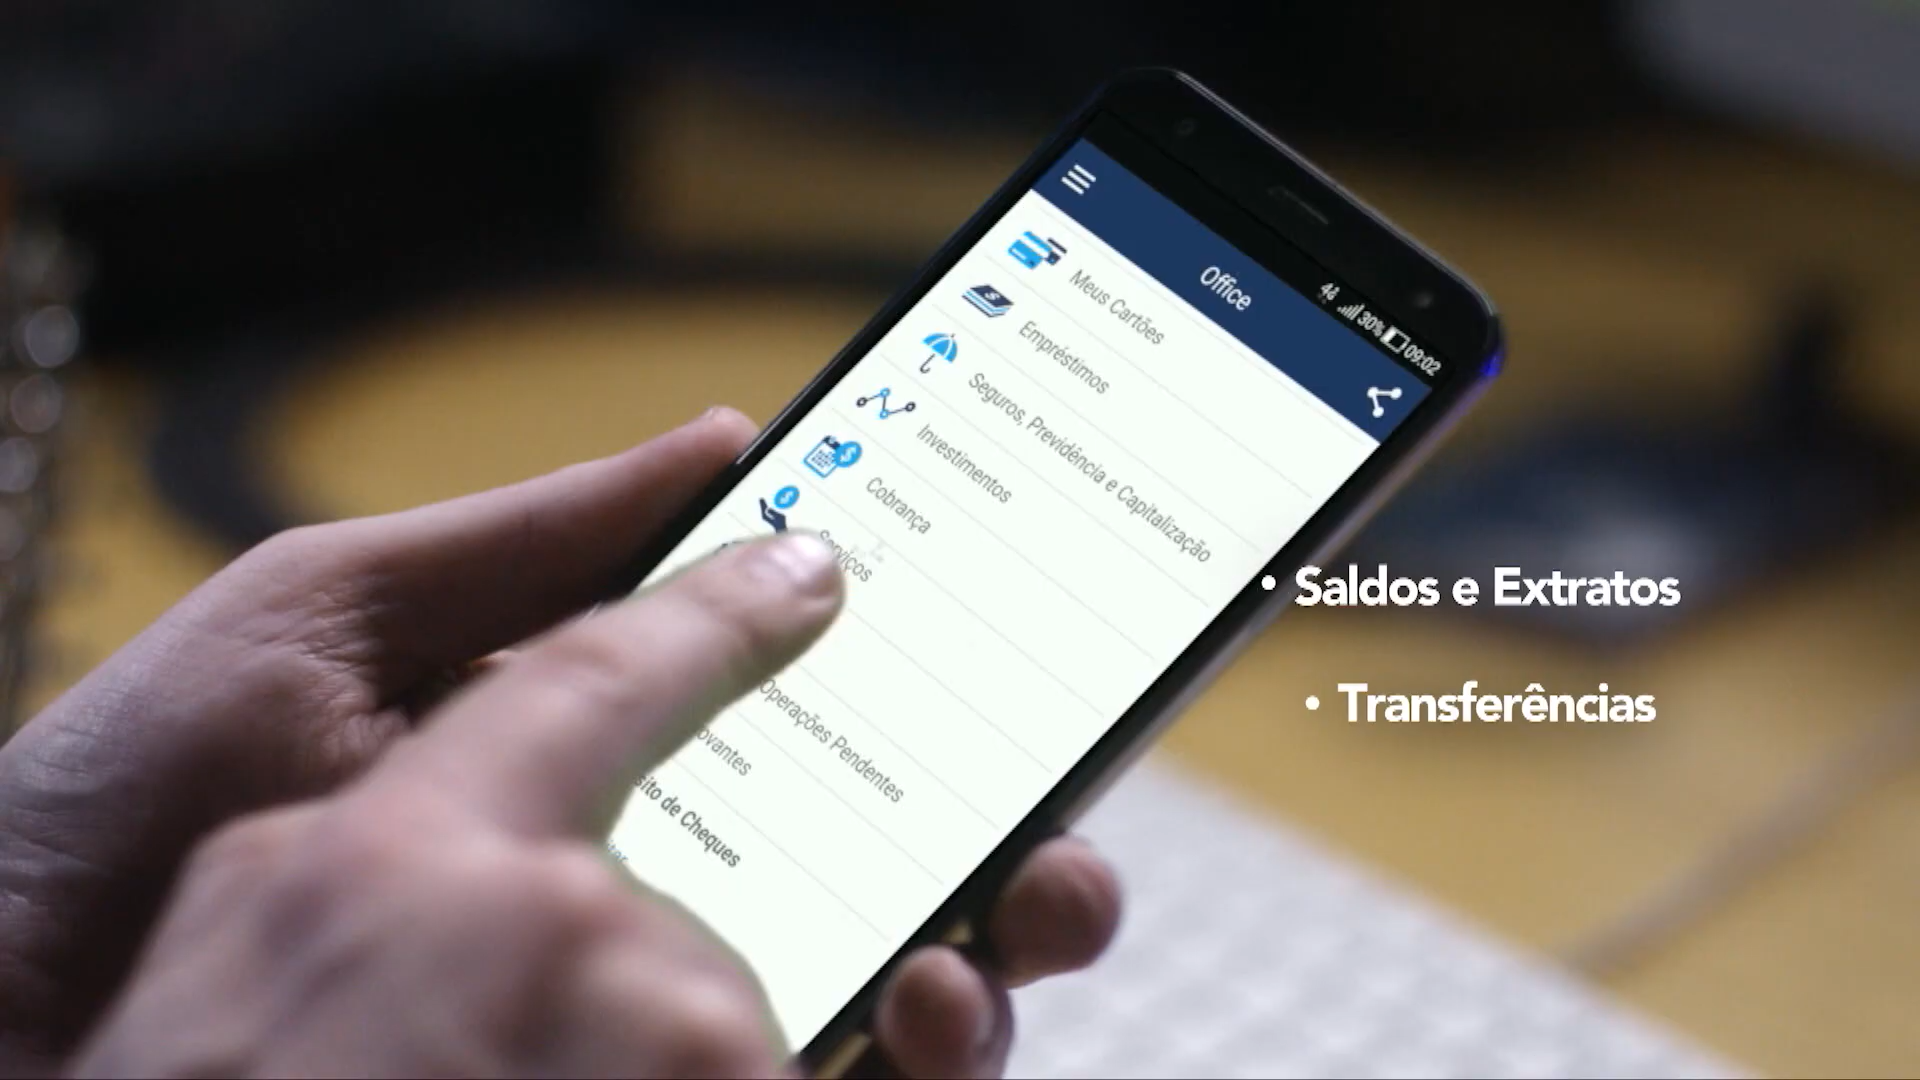 4G 30% 09:02
Office
Meus Cartões
Empréstimos
Seguros, Previdência e Capitalização
Investimentos
Cobrança
Serviços
Operações Pendentes
ovantes
sito de Cheques
• Saldos e Extratos
• Transferências